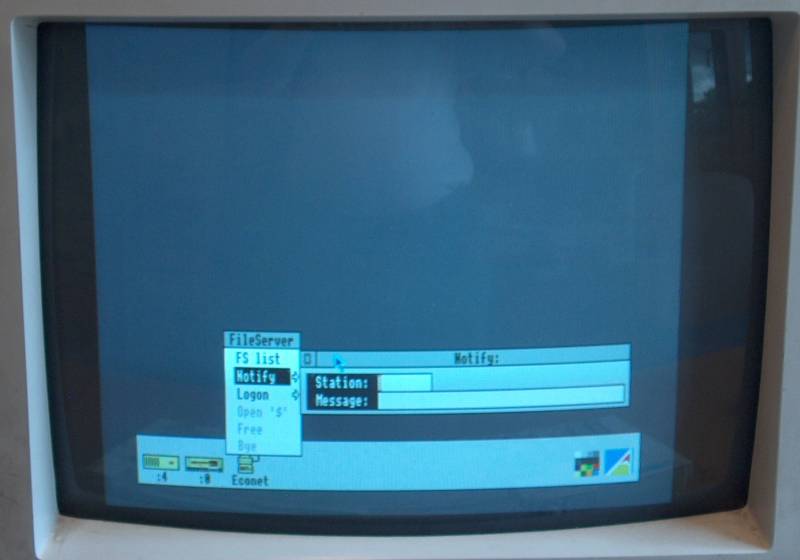 FileServer
FS list
Notify
Logon
Open '$'
Free
Bye
Notify:
Station:
Message:
:4
:0
Econet